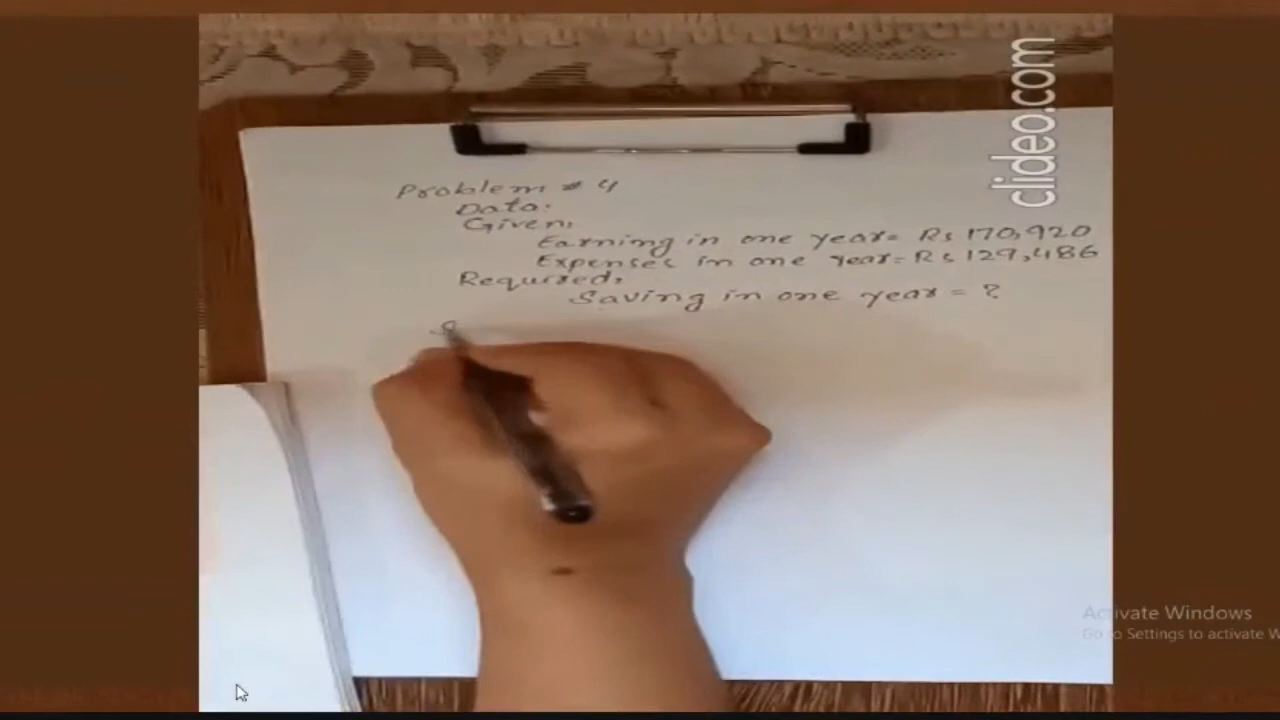 clideo.com
Problem # 4
Data:
Given:
Earning in one year= Rs 170,920
Expenses in one year= Rs 129,486
Required:
Saving in one year = ?
S
Activate Windows
Go to Settings to activate W